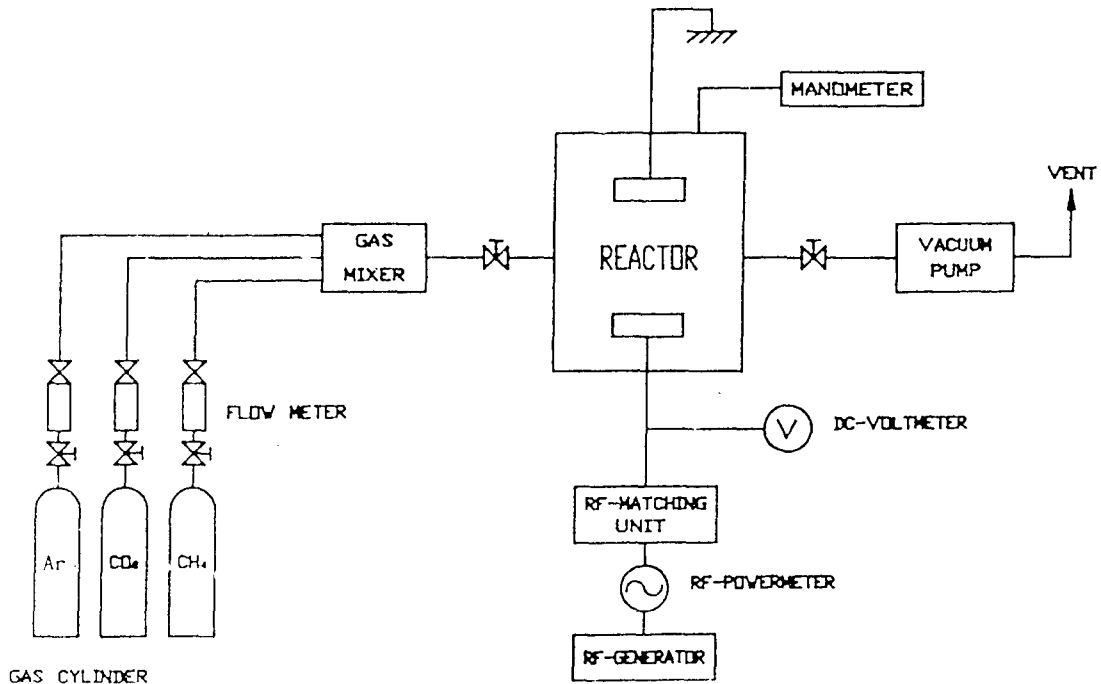 MANOMETER
VENT
GAS
MIXER
REACTOR
VACUUM
PUMP
FLOW METER
V
DC-VOLTMETER
RF-MATCHING
UNIT
Ar
CO₂
CH₄
RF-POWERMETER
RF-GENERATOR
GAS CYLINDER